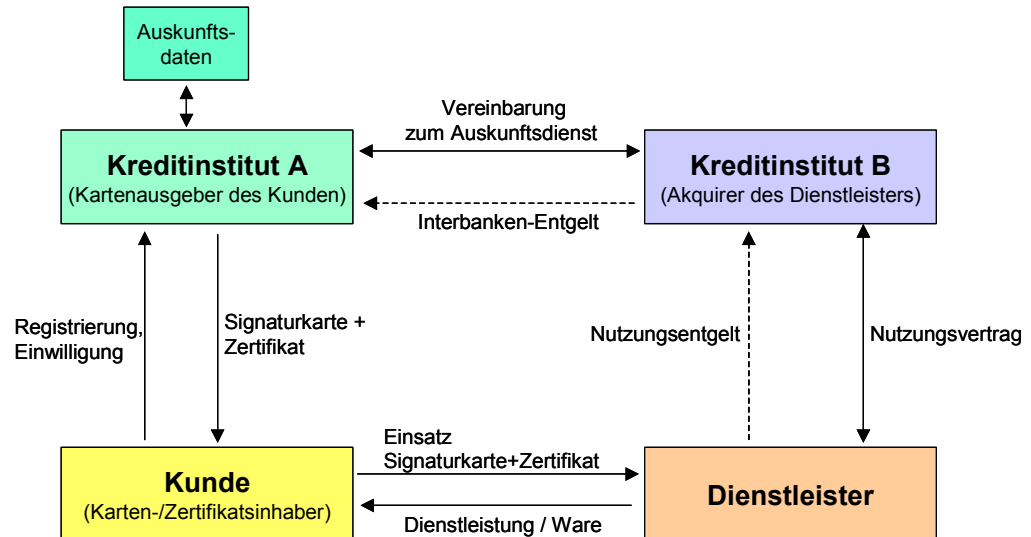 Auskunfts-
daten
Vereinbarung
zum Auskunftsdienst
Kreditinstitut A
(Kartenausgeber des Kunden)
Kreditinstitut B
(Akquirer des Dienstleisters)
Interbanken-Entgelt
Registrierung,
Einwilligung
Signaturkarte +
Zertifikat
Nutzungsentgelt
Nutzungsvertrag
Einsatz
Signaturkarte+Zertifikat
Kunde
(Karten-/Zertifikatsinhaber)
Dienstleister
Dienstleistung / Ware